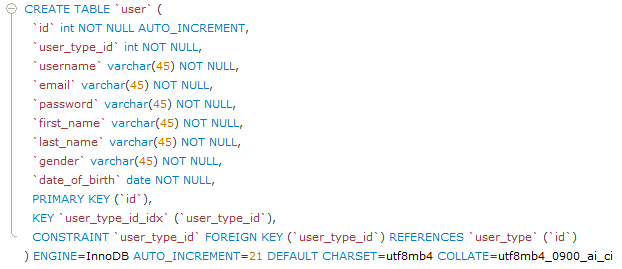 CREATE TABLE `user` (
`id` int NOT NULL AUTO_INCREMENT,
`user_type_id` int NOT NULL,
`username` varchar(45) NOT NULL,
`email` varchar(45) NOT NULL,
`password` varchar(45) NOT NULL,
`first_name` varchar(45) NOT NULL,
`last_name` varchar(45) NOT NULL,
`gender` varchar(45) NOT NULL,
`date_of_birth` date NOT NULL,
PRIMARY KEY (`id`),
KEY `user_type_id_idx` (`user_type_id`),
CONSTRAINT `user_type_id` FOREIGN KEY (`user_type_id`) REFERENCES `user_type` (`id`)
) ENGINE=InnoDB AUTO_INCREMENT=21 DEFAULT CHARSET=utf8mb4 COLLATE=utf8mb4_0900_ai_ci